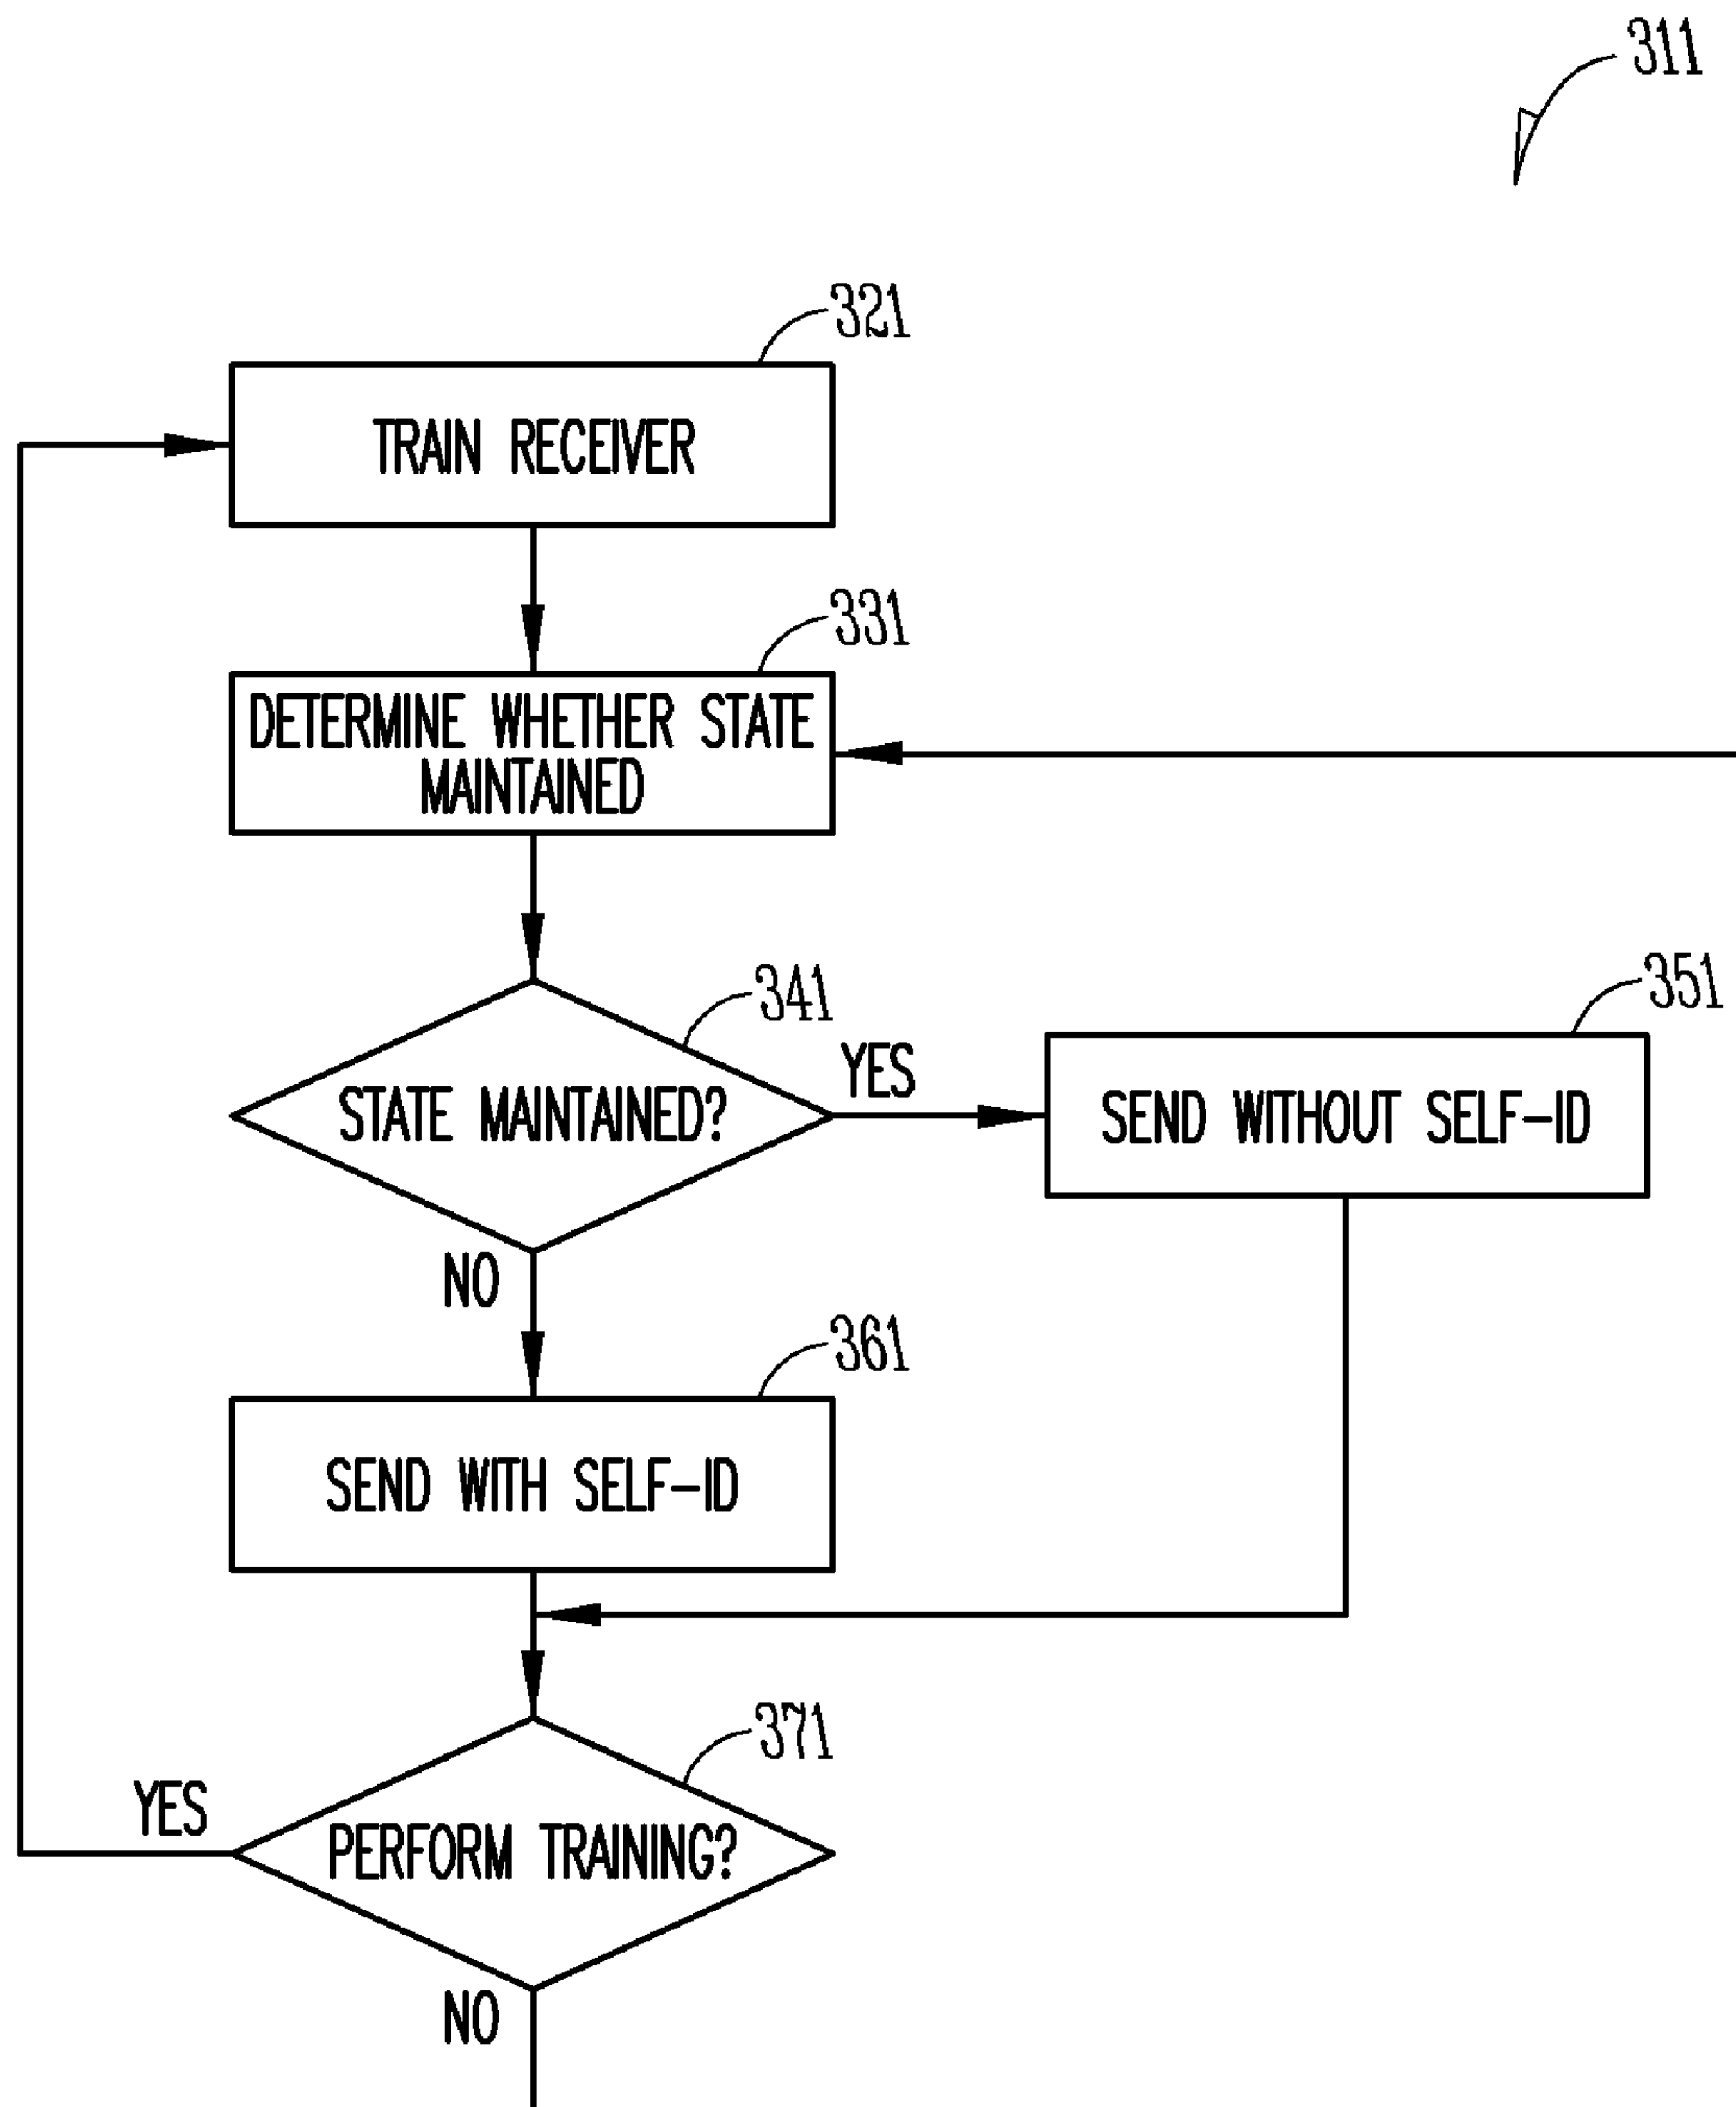 311
321
TRAIN RECEIVER
331
DETERMINE WHETHER STATE
MAINTAINED
341
STATE MAINTAINED?
YES
351
SEND WITHOUT SELF-ID
NO
361
SEND WITH SELF-ID
371
YES
PERFORM TRAINING?
NO